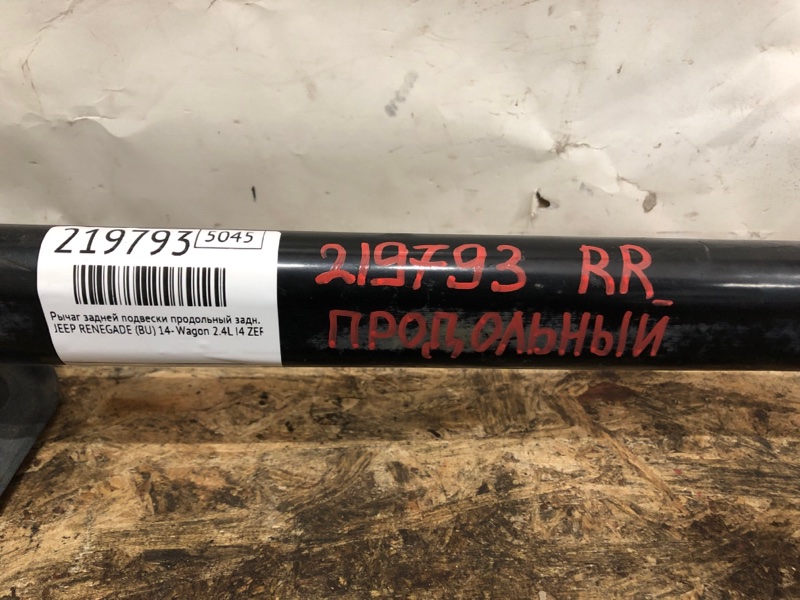 219793 5045
Рычаг задней подвески продольный задн.
JEEP RENEGADE (BU) 14- Wagon 2.4L I4 ZEF
219793 RR
ПРОДОЛЬНЫЙ